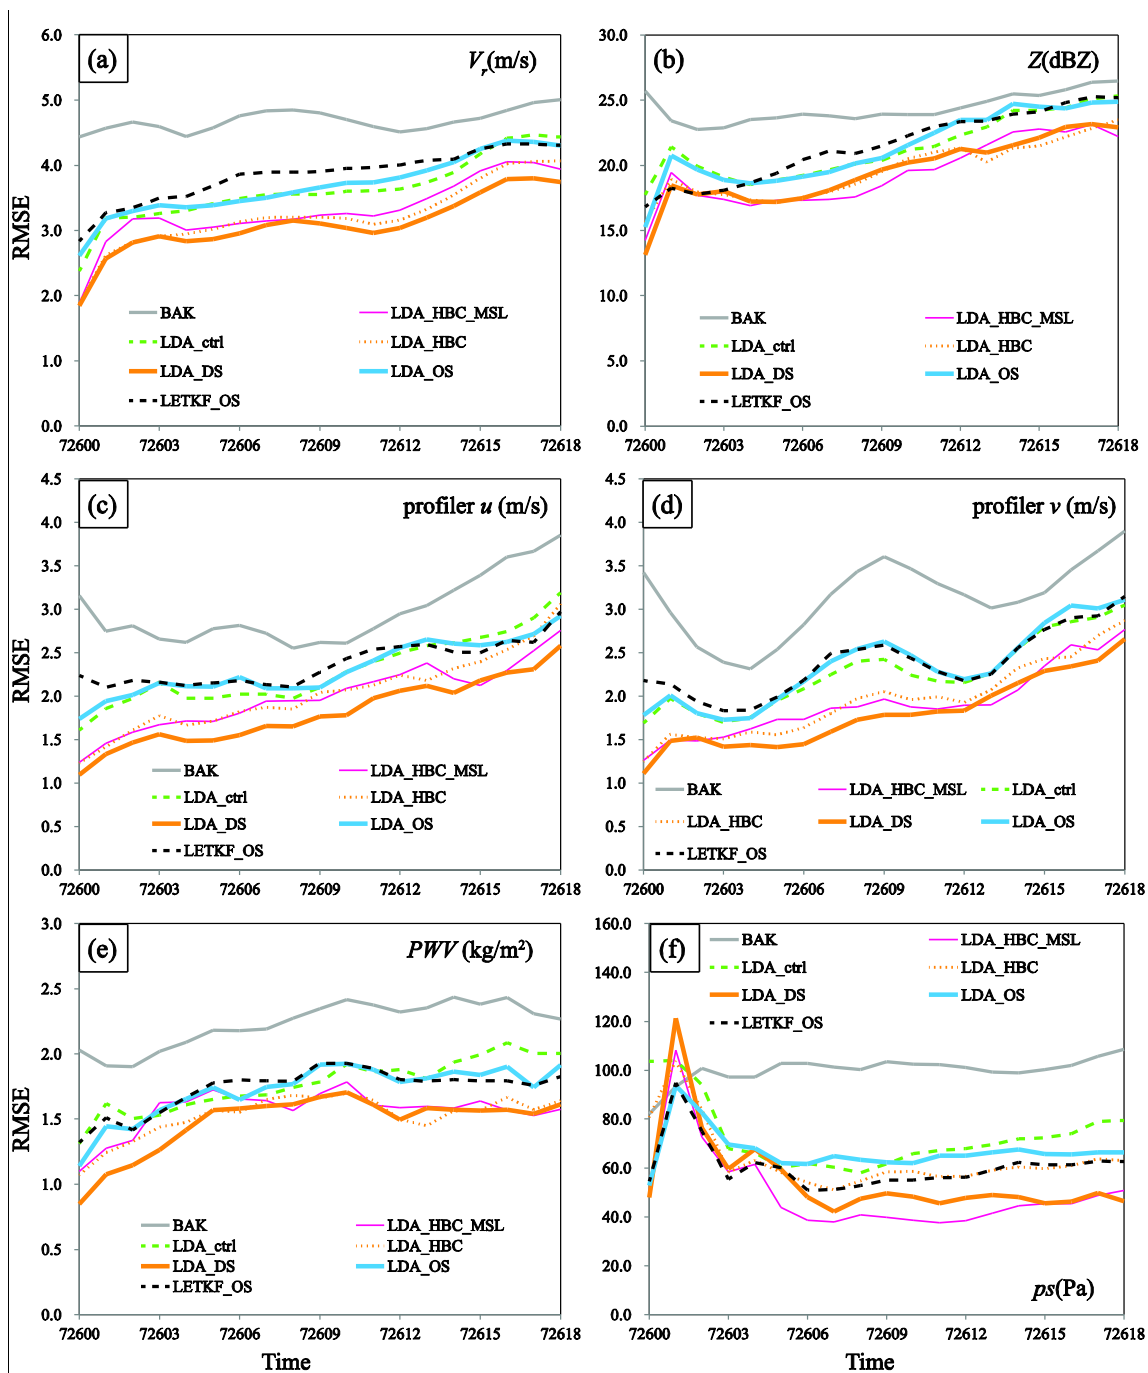 (a) V_r(m/s)
RMSE
6.0
5.0
4.0
3.0
2.0
1.0
0.0
BAK LDA_HBC_MSL
LDA_ctrl LDA_HBC
LDA_DS LDA_OS
LETKF_OS
72600 72603 72606 72609 72612 72615 72618
(b) Z(dBZ)
30.0
25.0
20.0
15.0
10.0
5.0
0.0
BAK LDA_HBC_MSL
LDA_ctrl LDA_HBC
LDA_DS LDA_OS
LETKF_OS
72600 72603 72606 72609 72612 72615 72618
(c) profiler u (m/s)
RMSE
4.5
4.0
3.5
3.0
2.5
2.0
1.5
1.0
0.5
0.0
BAK LDA_HBC_MSL
LDA_ctrl LDA_HBC
LDA_DS LDA_OS
LETKF_OS
72600 72603 72606 72609 72612 72615 72618
(d) profiler v (m/s)
4.5
4.0
3.5
3.0
2.5
2.0
1.5
1.0
0.5
0.0
BAK LDA_HBC_MSL LDA_ctrl
LDA_HBC LDA_DS LDA_OS
LETKF_OS
72600 72603 72606 72609 72612 72615 72618
(e) PWV (kg/m²)
RMSE
3.0
2.5
2.0
1.5
1.0
0.5
0.0
BAK LDA_HBC_MSL
LDA_ctrl LDA_HBC
LDA_DS LDA_OS
LETKF_OS
72600 72603 72606 72609 72612 72615 72618
Time
(f)
160.0
140.0
120.0
100.0
80.0
60.0
40.0
20.0
0.0
BAK LDA_HBC_MSL
LDA_ctrl LDA_HBC
LDA_DS LDA_OS
LETKF_OS
ps(Pa)
72600 72603 72606 72609 72612 72615 72618
Time